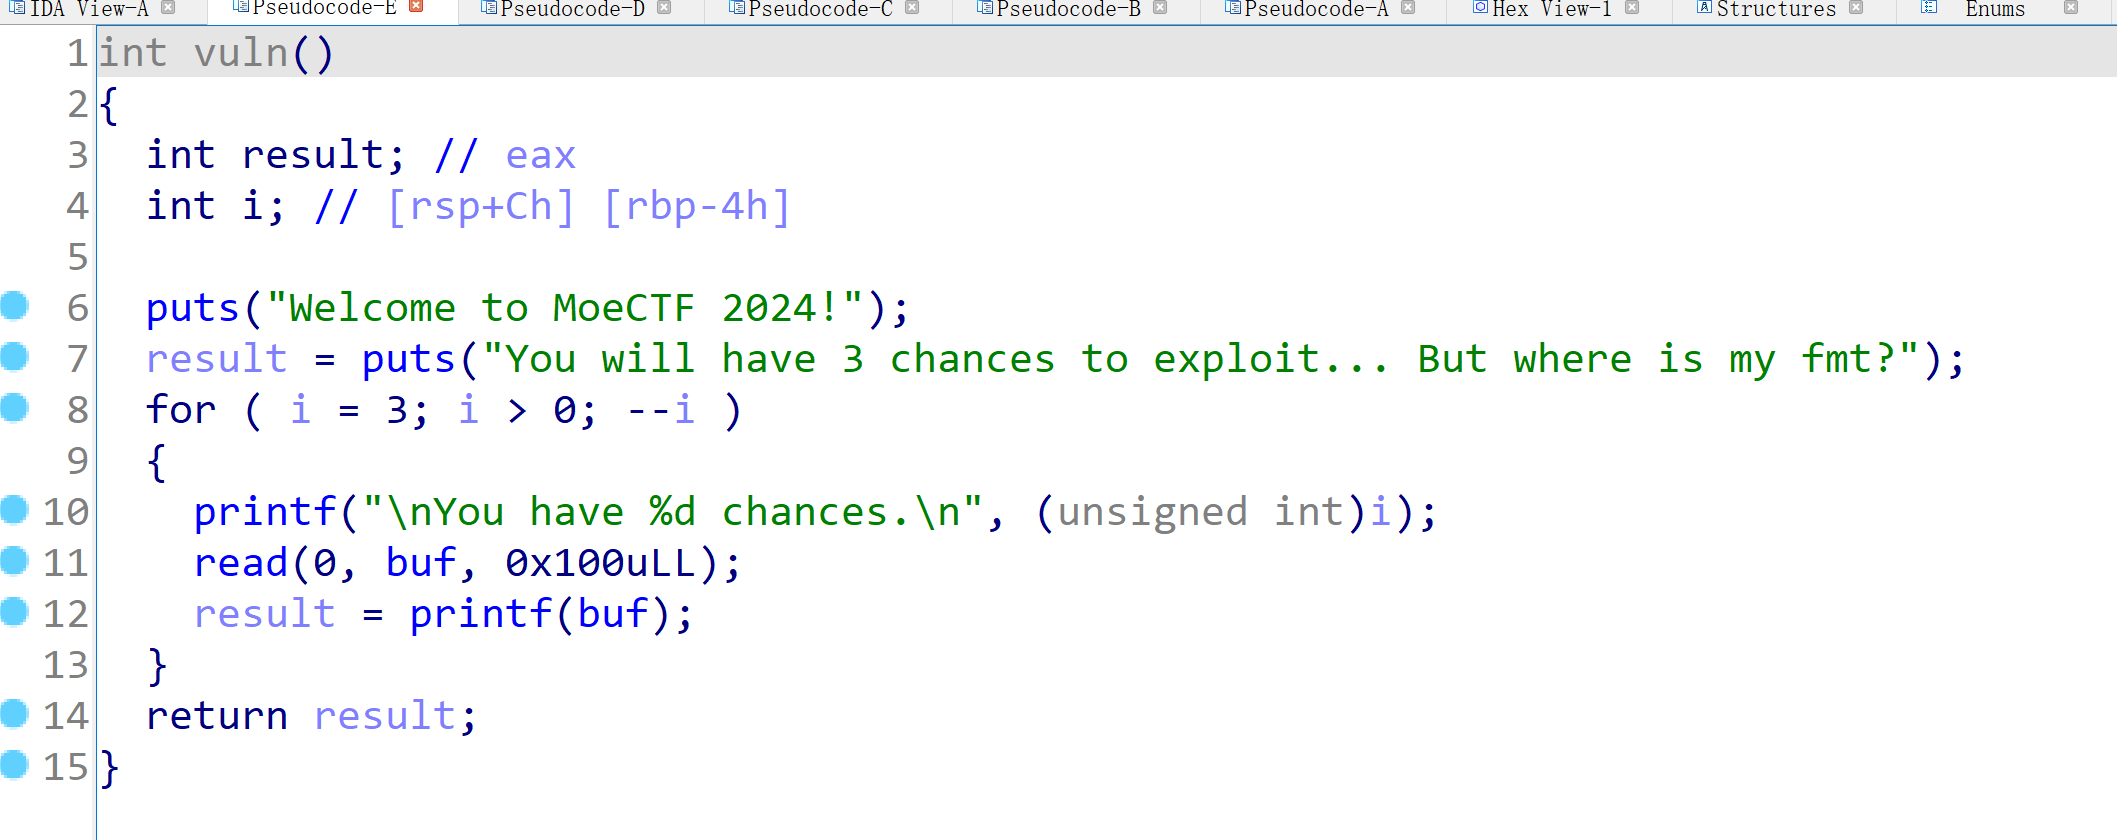 IDA View-A Pseudocode-E Pseudocode-D Pseudocode-C Pseudocode-B Pseudocode-A Hex View-1 Structures Enums
1 int vuln()
2 {
3   int result; // eax
4   int i; // [rsp+Ch] [rbp-4h]
5
6   puts("Welcome to MoeCTF 2024!");
7   result = puts("You will have 3 chances to exploit... But where is my fmt?");
8   for ( i = 3; i > 0; --i )
9   {
10     printf("\nYou have %d chances.\n", (unsigned int)i);
11     read(0, buf, 0x100uLL);
12     result = printf(buf);
13   }
14   return result;
15 }